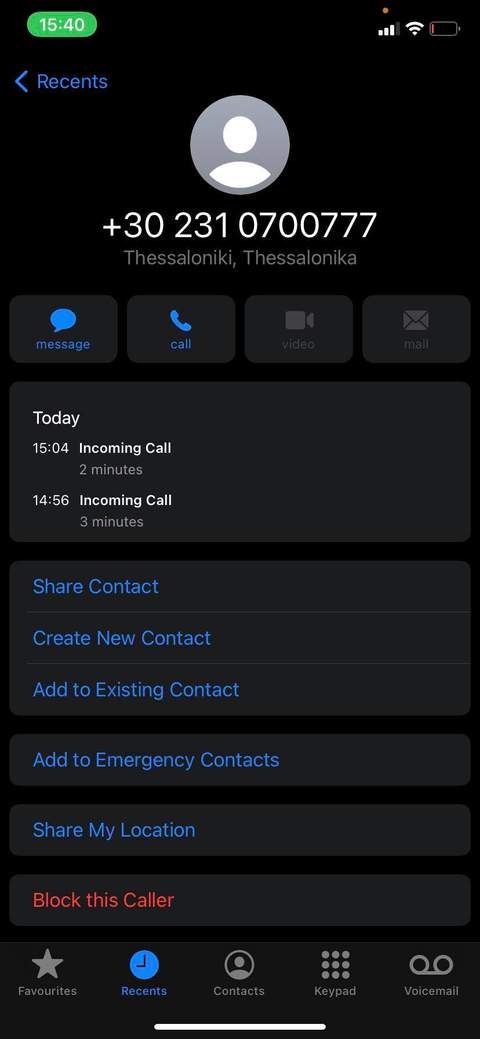 15:40
Recents
+30 231 0700777
Thessaloniki, Thessalonika
message call video mail
Today
15:04 Incoming Call
2 minutes
14:56 Incoming Call
3 minutes
Share Contact
Create New Contact
Add to Existing Contact
Add to Emergency Contacts
Share My Location
Block this Caller
Favourites Recents Contacts Keypad Voicemail